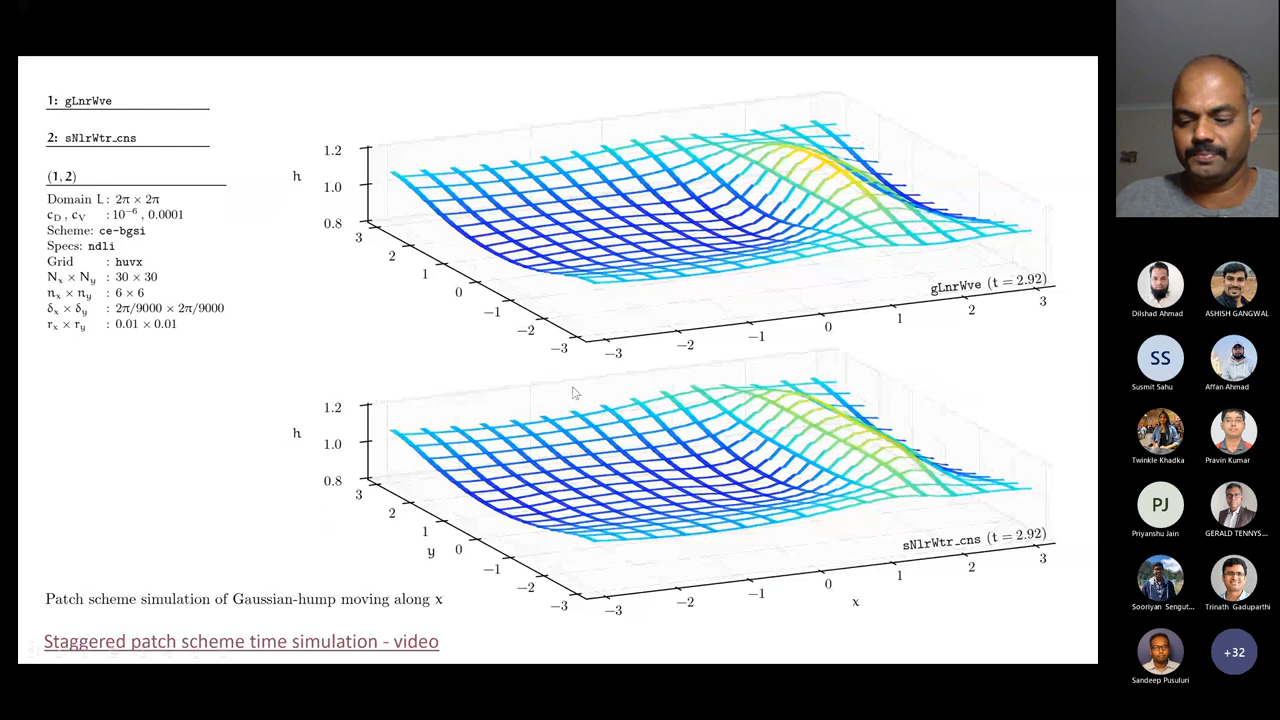 1: gLnrWve
2: sNlrWtr_cns
(1, 2)
Domain L : 2π × 2π
c_D , c_V : 10⁻⁶ , 0.0001
Scheme: ce-bgsi
Specs: ndli
Grid : huvx
N_x × N_y : 30 × 30
n_x × n_y : 6 × 6
δ_x × δ_y : 2π/9000 × 2π/9000
r_x × r_y : 0.01 × 0.01
1.2
h
1.0
0.8
3
2
1
0
−1
−2
−3
−3
−2
−1
0
1
2
3
gLnrWve (t = 2.92)
1.2
h
1.0
0.8
3
2
1
y
0
−1
−2
−3
−3
−2
−1
0
x
1
2
3
sNlrWtr_cns (t = 2.92)
Patch scheme simulation of Gaussian-hump moving along x
Staggered patch scheme time simulation - video
Dilshad Ahmad
ASHISH GANGWAL
SS
Susmit Sahu
Affan Ahmad
Twinkle Khadka
Pravin Kumar
PJ
Priyanshu Jain
GERALD TENNYS...
Sooriyan Sengut...
Trinath Gaduparthi
Sandeep Pusuluri
+32